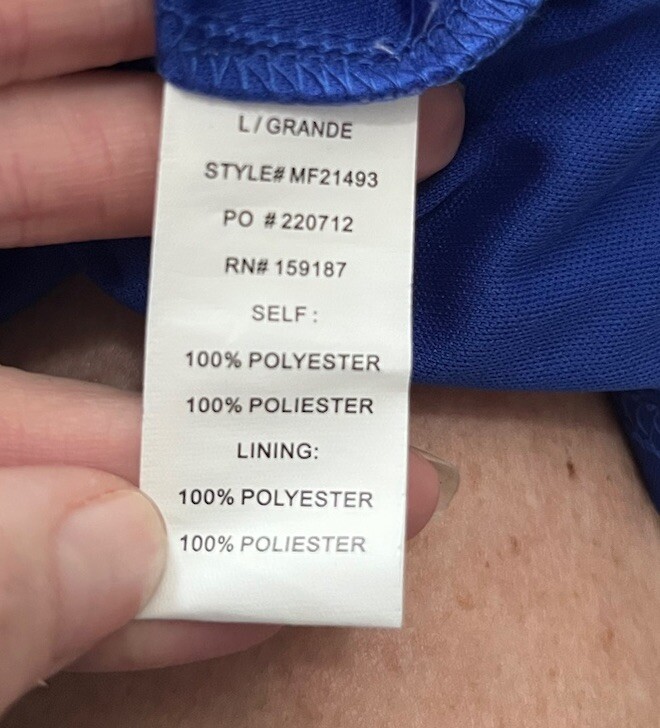 L / GRANDE
STYLE# MF21493
PO # 220712
RN# 159187
SELF :
100% POLYESTER
100% POLIESTER
LINING:
100% POLYESTER
100% POLIESTER